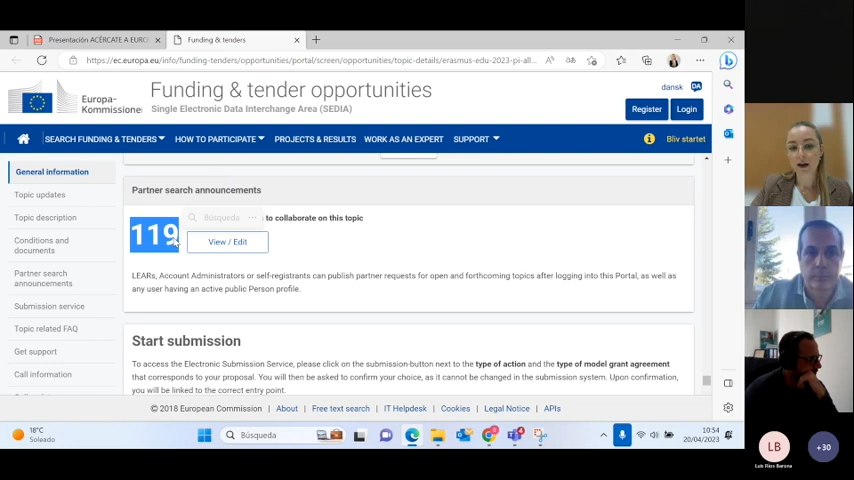 Presentación ACÉRCATE A EURO
Funding & tenders
https://ec.europa.eu/info/funding-tenders/opportunities/portal/screen/opportunities/topic-details/erasmus-edu-2023-pi-all...
Europa-
Kommissione
Funding & tender opportunities
Single Electronic Data Interchange Area (SEDIA)
dansk DA
Register
Login
SEARCH FUNDING & TENDERS
HOW TO PARTICIPATE
PROJECTS & RESULTS
WORK AS AN EXPERT
SUPPORT
Bliv startet
General information
Topic updates
Topic description
Conditions and
documents
Partner search
announcements
Submission service
Topic related FAQ
Get support
Call information
Partner search announcements
119
Búsqueda ...
to collaborate on this topic
View / Edit
LEARs, Account Administrators or self-registrants can publish partner requests for open and forthcoming topics after logging into this Portal, as well as
any user having an active public Person profile.
Start submission
To access the Electronic Submission Service, please click on the submission-button next to the type of action and the type of model grant agreement
that corresponds to your proposal. You will then be asked to confirm your choice, as it cannot be changed in the submission system. Upon confirmation,
you will be linked to the correct entry point.
© 2018 European Commission | About | Free text search | IT Helpdesk | Cookies | Legal Notice | APIs
18°C
Soleado
Búsqueda
10:54
20/04/2023
LB
+30